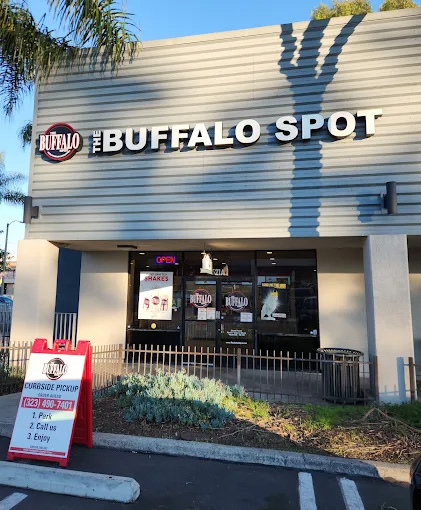 THE BUFFALO SPOT
BUFFALO
OPEN
SHAKES
BUFFALO
BUFFALO
BUFFALO
CURBSIDE PICKUP
(323) 490-7401
1. Park
2. Call us
3. Enjoy